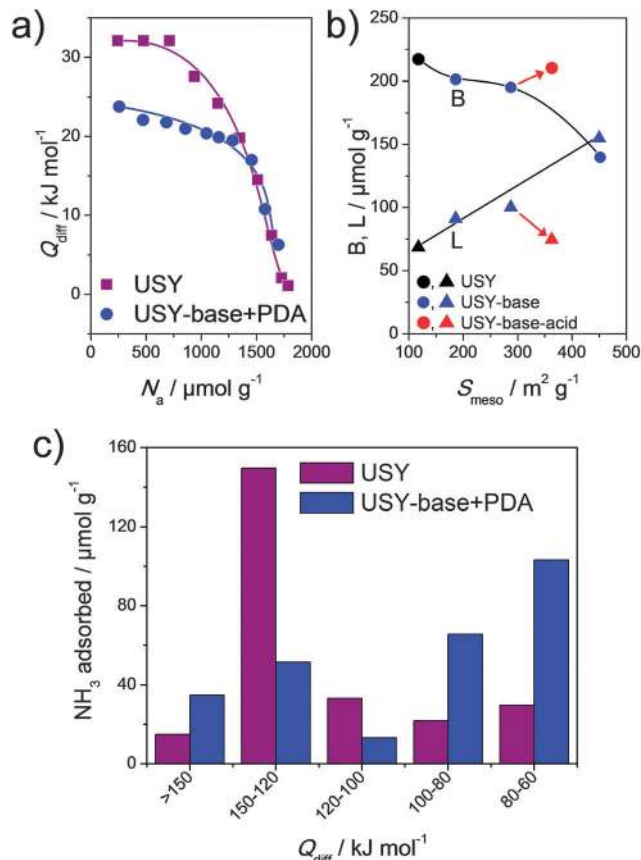 a)
b)
30
20
10
0
Q_diff / kJ mol⁻¹
USY
USY-base+PDA
0 500 1000 1500 2000
N_a / µmol g⁻¹
250
200
150
100
50
0
B, L / µmol g⁻¹
B
L
, USY
, USY-base
, USY-base-acid
100 200 300 400 500
S_meso / m² g⁻¹
c)
160
120
80
40
0
NH₃ adsorbed / µmol g⁻¹
USY
USY-base+PDA
>150 150-120 120-100 100-80 80-60
Q_diff / kJ mol⁻¹